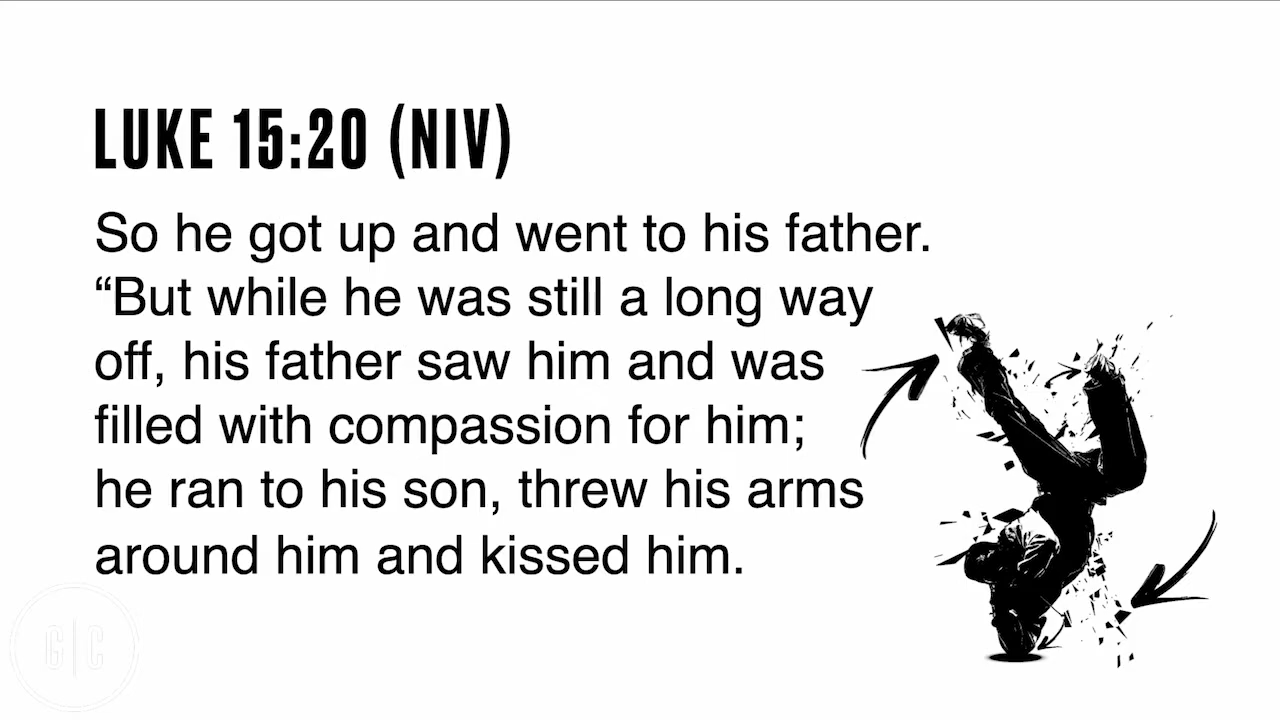 LUKE 15:20 (NIV)
So he got up and went to his father.
“But while he was still a long way
off, his father saw him and was
filled with compassion for him;
he ran to his son, threw his arms
around him and kissed him.
G|C